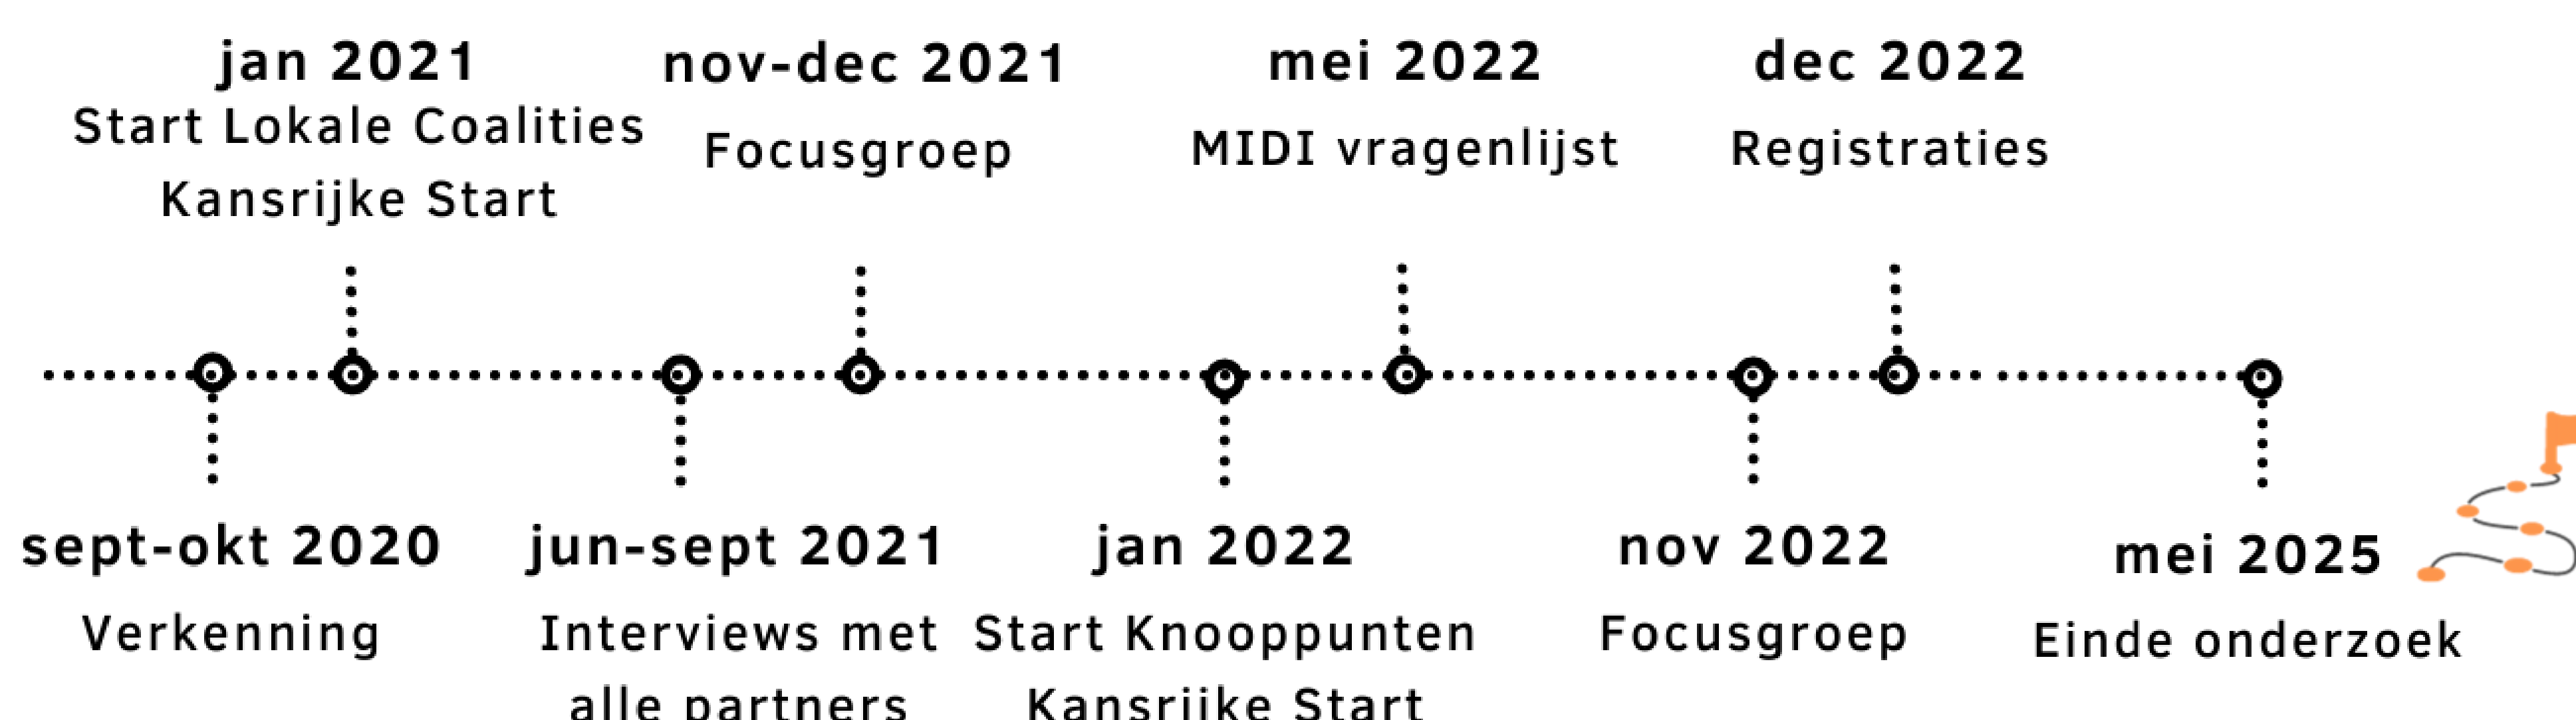 jan 2021
Start Lokale Coalities
Kansrijke Start
nov-dec 2021
Focusgroep
mei 2022
MIDI vragenlijst
dec 2022
Registraties
sept-okt 2020
Verkenning
jun-sept 2021
Interviews met
alle partners
jan 2022
Start Knooppunten
Kansrijke Start
nov 2022
Focusgroep
mei 2025
Einde onderzoek